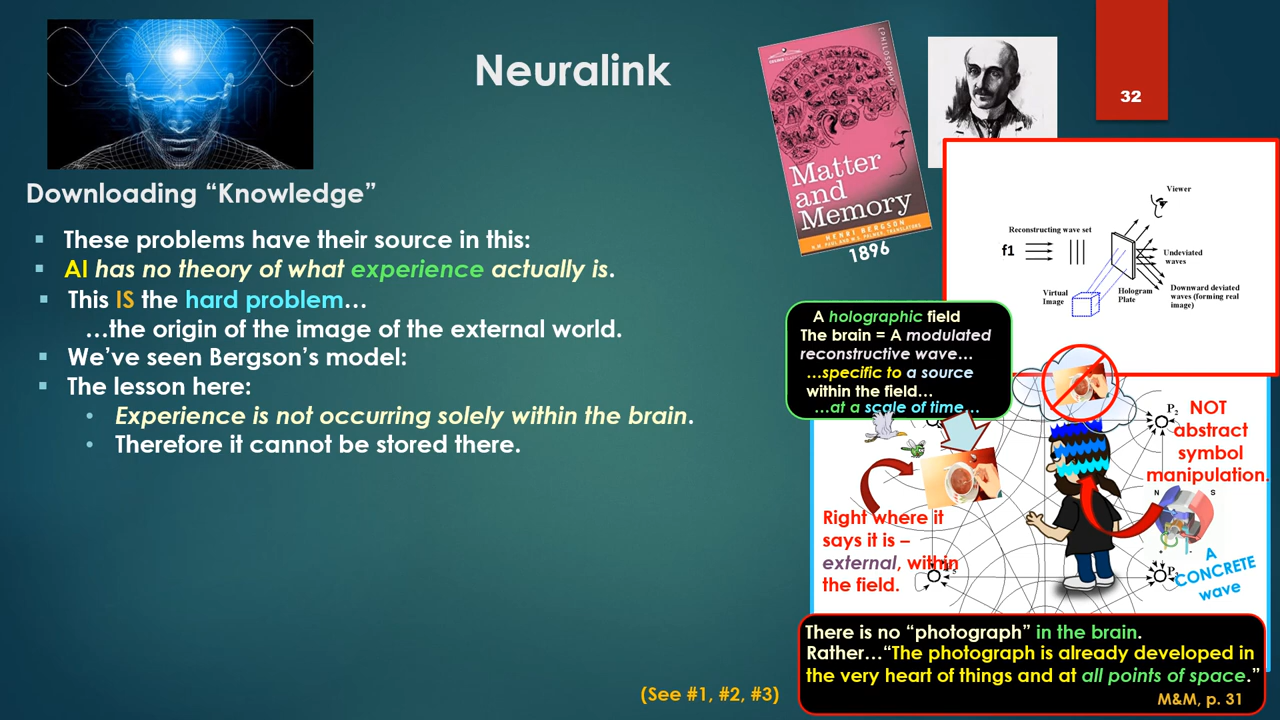 Neuralink
32
Downloading “Knowledge”
These problems have their source in this:
AI has no theory of what experience actually is.
This IS the hard problem…
…the origin of the image of the external world.
We’ve seen Bergson’s model:
The lesson here:
Experience is not occurring solely within the brain.
Therefore it cannot be stored there.
(See #1, #2, #3)
PHILOSOPHY
Matter
and
Memory
HENRI BERGSON
1896
Viewer
Reconstructing wave set
f1
Undeviated
waves
Virtual
Image
Hologram
Plate
Downward deviated
waves (forming real
image)
A holographic field
The brain = A modulated
reconstructive wave…
…specific to a source
within the field…
…at a scale of time…
P2
NOT
abstract
symbol
manipulation.
N S
Right where it
says it is –
external, within
the field.
P
A
CONCRETE
wave
There is no “photograph” in the brain.
Rather…“The photograph is already developed in
the very heart of things and at all points of space.”
M&M, p. 31